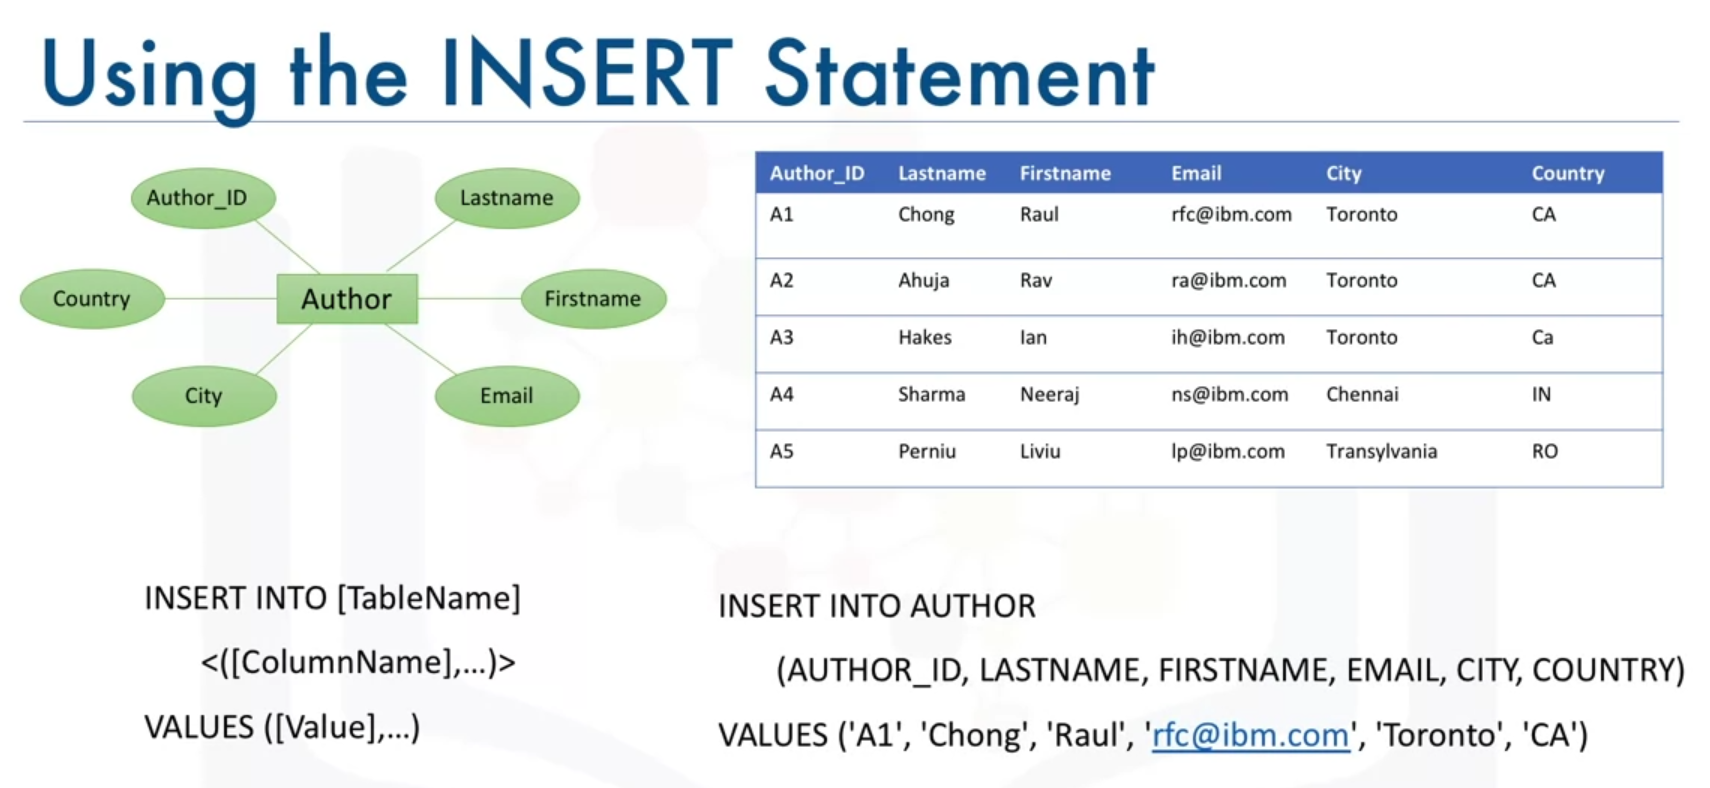 Using the INSERT Statement
Author_ID
Lastname
Country
Author
Firstname
City
Email
Author_ID Lastname Firstname Email City Country
A1 Chong Raul rfc@ibm.com Toronto CA
A2 Ahuja Rav ra@ibm.com Toronto CA
A3 Hakes Ian ih@ibm.com Toronto Ca
A4 Sharma Neeraj ns@ibm.com Chennai IN
A5 Perniu Liviu lp@ibm.com Transylvania RO
INSERT INTO [TableName]
<([ColumnName],...)>
VALUES ([Value],...)
INSERT INTO AUTHOR
(AUTHOR_ID, LASTNAME, FIRSTNAME, EMAIL, CITY, COUNTRY)
VALUES ('A1', 'Chong', 'Raul', 'rfc@ibm.com', 'Toronto', 'CA')